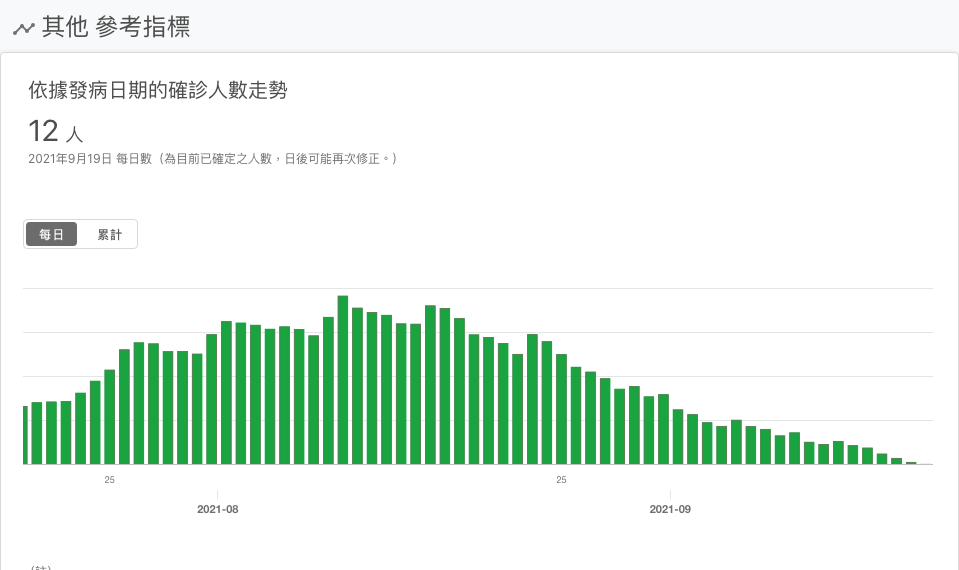 其他 參考指標
依據發病日期的確診人數走勢
12 人
2021年9月19日 每日數（為目前已確定之人數，日後可能再次修正。）
每日 累計
25 25
2021-08 2021-09